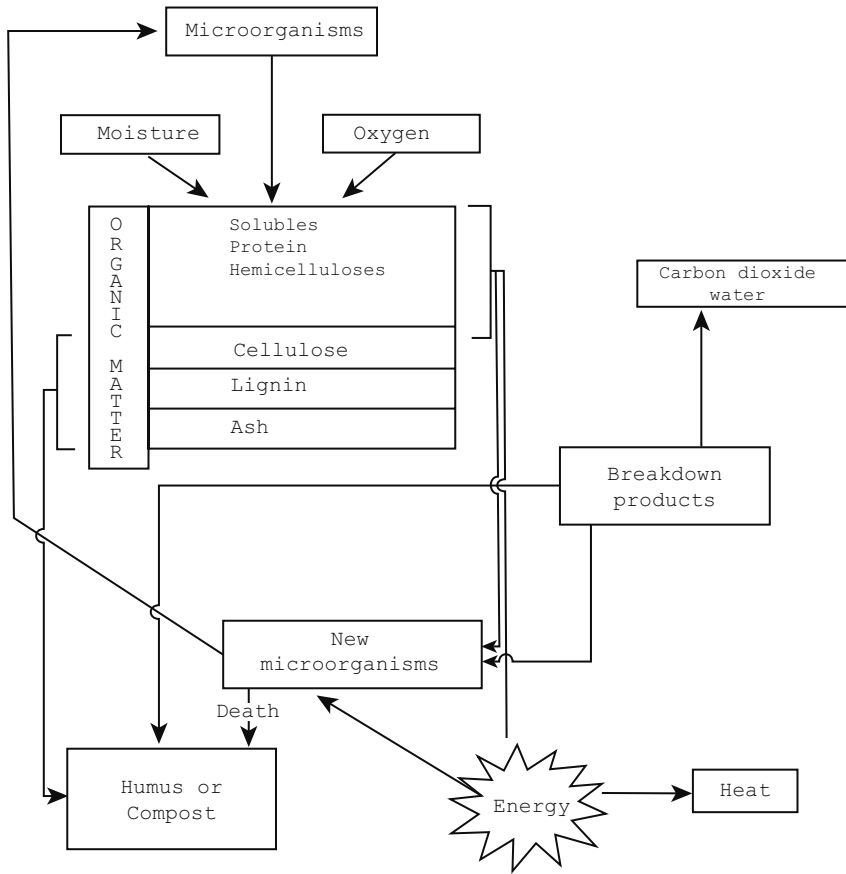 Microorganisms
Moisture
Oxygen
ORGANIC MATTER
Solubles
Protein
Hemicelluloses
Cellulose
Lignin
Ash
Carbon dioxide
water
Breakdown
products
New
microorganisms
Death
Humus or
Compost
Energy
Heat